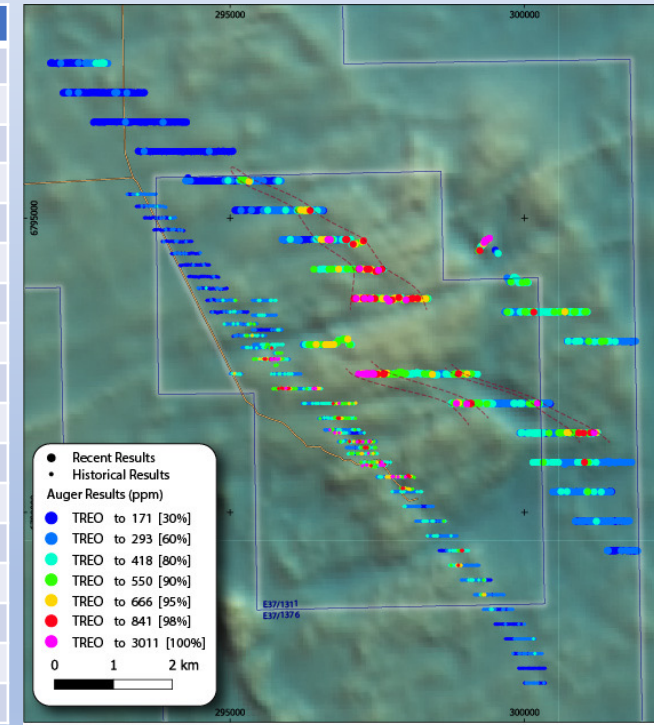 295000
300000
6795000
Recent Results
Historical Results
Auger Results (ppm)
TREO to 171 [30%]
TREO to 293 [60%]
TREO to 418 [80%]
TREO to 550 [90%]
TREO to 666 [95%]
TREO to 841 [98%]
TREO to 3011 [100%]
0 1 2 km
E37/1311
E37/1376
295000
300000